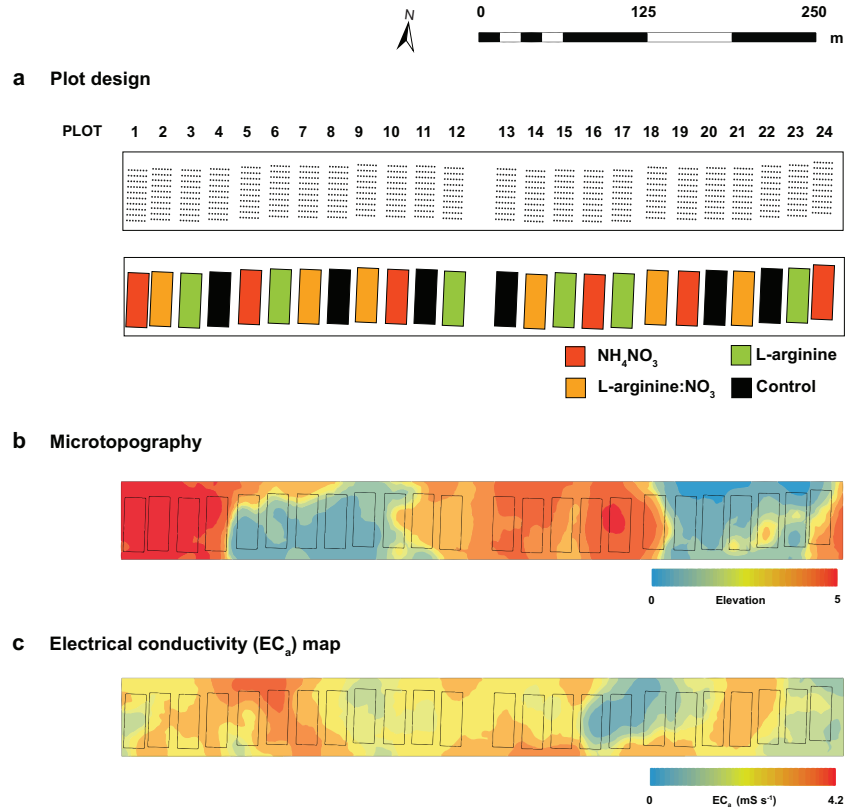 N
0 125 250
m
a Plot design
PLOT 1 2 3 4 5 6 7 8 9 10 11 12 13 14 15 16 17 18 19 20 21 22 23 24
NH₄NO₃ L-arginine
L-arginine:NO₃ Control
b Microtopography
0 Elevation 5
c Electrical conductivity (ECₐ) map
0 ECₐ (mS s⁻¹) 4.2